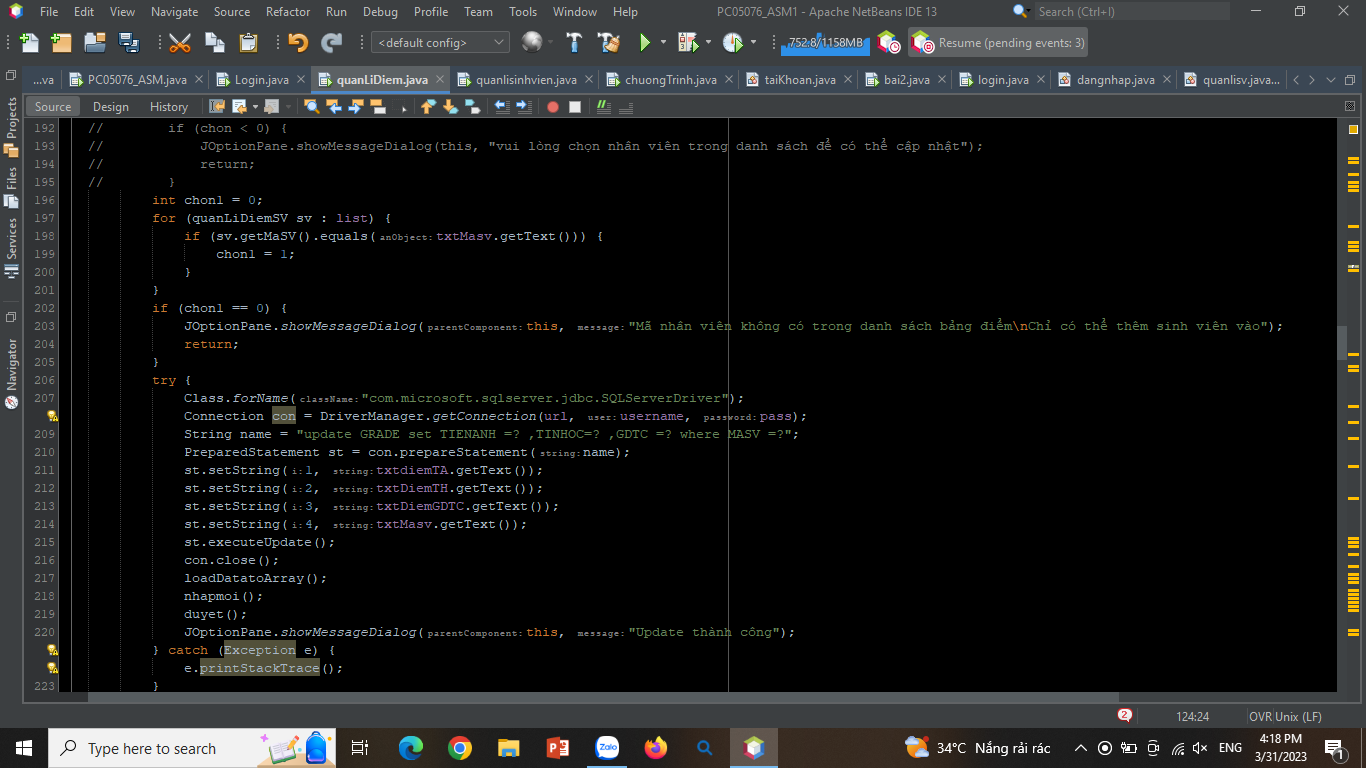 File Edit View Navigate Source Refactor Run Debug Profile Team Tools Window Help PC05076_ASM1 - Apache NetBeans IDE 13 Search (Ctrl+I)
<default config> 752.8/1158MB Resume (pending events: 3)
...va PC05076_ASM.java Login.java quanLiDiem.java quanlisinhvien.java chuongTrinh.java taiKhoan.java bai2.java login.java dangnhap.java quanlisv.java...
Source Design History
Projects
Files
Services
Navigator
192 // if (chon < 0) {
193 // JOptionPane.showMessageDialog(this, "vui lòng chọn nhân viên trong danh sách để có thể cập nhật");
194 // return;
195 // }
196 int chon1 = 0;
197 for (quanLiDiemSV sv : list) {
198 if (sv.getMaSV().equals(anObject:txtMasv.getText())) {
199 chon1 = 1;
200 }
201 }
202 if (chon1 == 0) {
203 JOptionPane.showMessageDialog(parentComponent:this, message:"Mã nhân viên không có trong danh sách bảng điểm\nChỉ có thể thêm sinh viên vào");
204 return;
205 }
206 try {
207 Class.forName(className:"com.microsoft.sqlserver.jdbc.SQLServerDriver");
Connection con = DriverManager.getConnection(url, user:username, password:pass);
209 String name = "update GRADE set TIENANH =? ,TINHOC=? ,GDTC =? where MASV =?";
210 PreparedStatement st = con.prepareStatement(string:name);
211 st.setString(i:1, string:txtdiemTA.getText());
212 st.setString(i:2, string:txtDiemTH.getText());
213 st.setString(i:3, string:txtDiemGDTC.getText());
214 st.setString(i:4, string:txtMasv.getText());
215 st.executeUpdate();
216 con.close();
217 loadDatatoArray();
218 nhapmoi();
219 duyet();
220 JOptionPane.showMessageDialog(parentComponent:this, message:"Update thành công");
} catch (Exception e) {
e.printStackTrace();
223 }
2 124:24 OVR Unix (LF)
Type here to search Zalo 34°C Nắng rải rác ENG 4:18 PM
3/31/2023 1